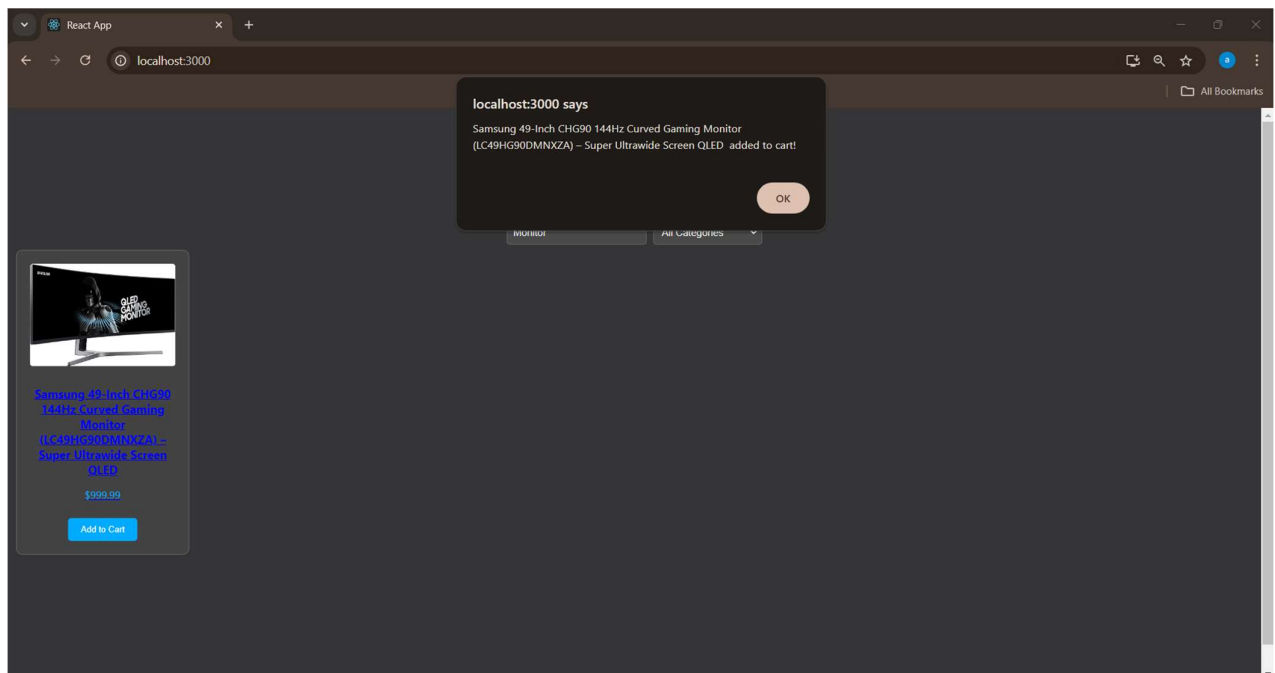 React App
localhost:3000
a
All Bookmarks
localhost:3000 says
Samsung 49-Inch CHG90 144Hz Curved Gaming Monitor
(LC49HG90DMNXZA) – Super Ultrawide Screen QLED added to cart!
OK
Monitor
All Categories
SAMSUNG
QLED
GAMING
MONITOR
Samsung 49-Inch CHG90
144Hz Curved Gaming
Monitor
(LC49HG90DMNXZA) –
Super Ultrawide Screen
QLED
$999.99
Add to Cart